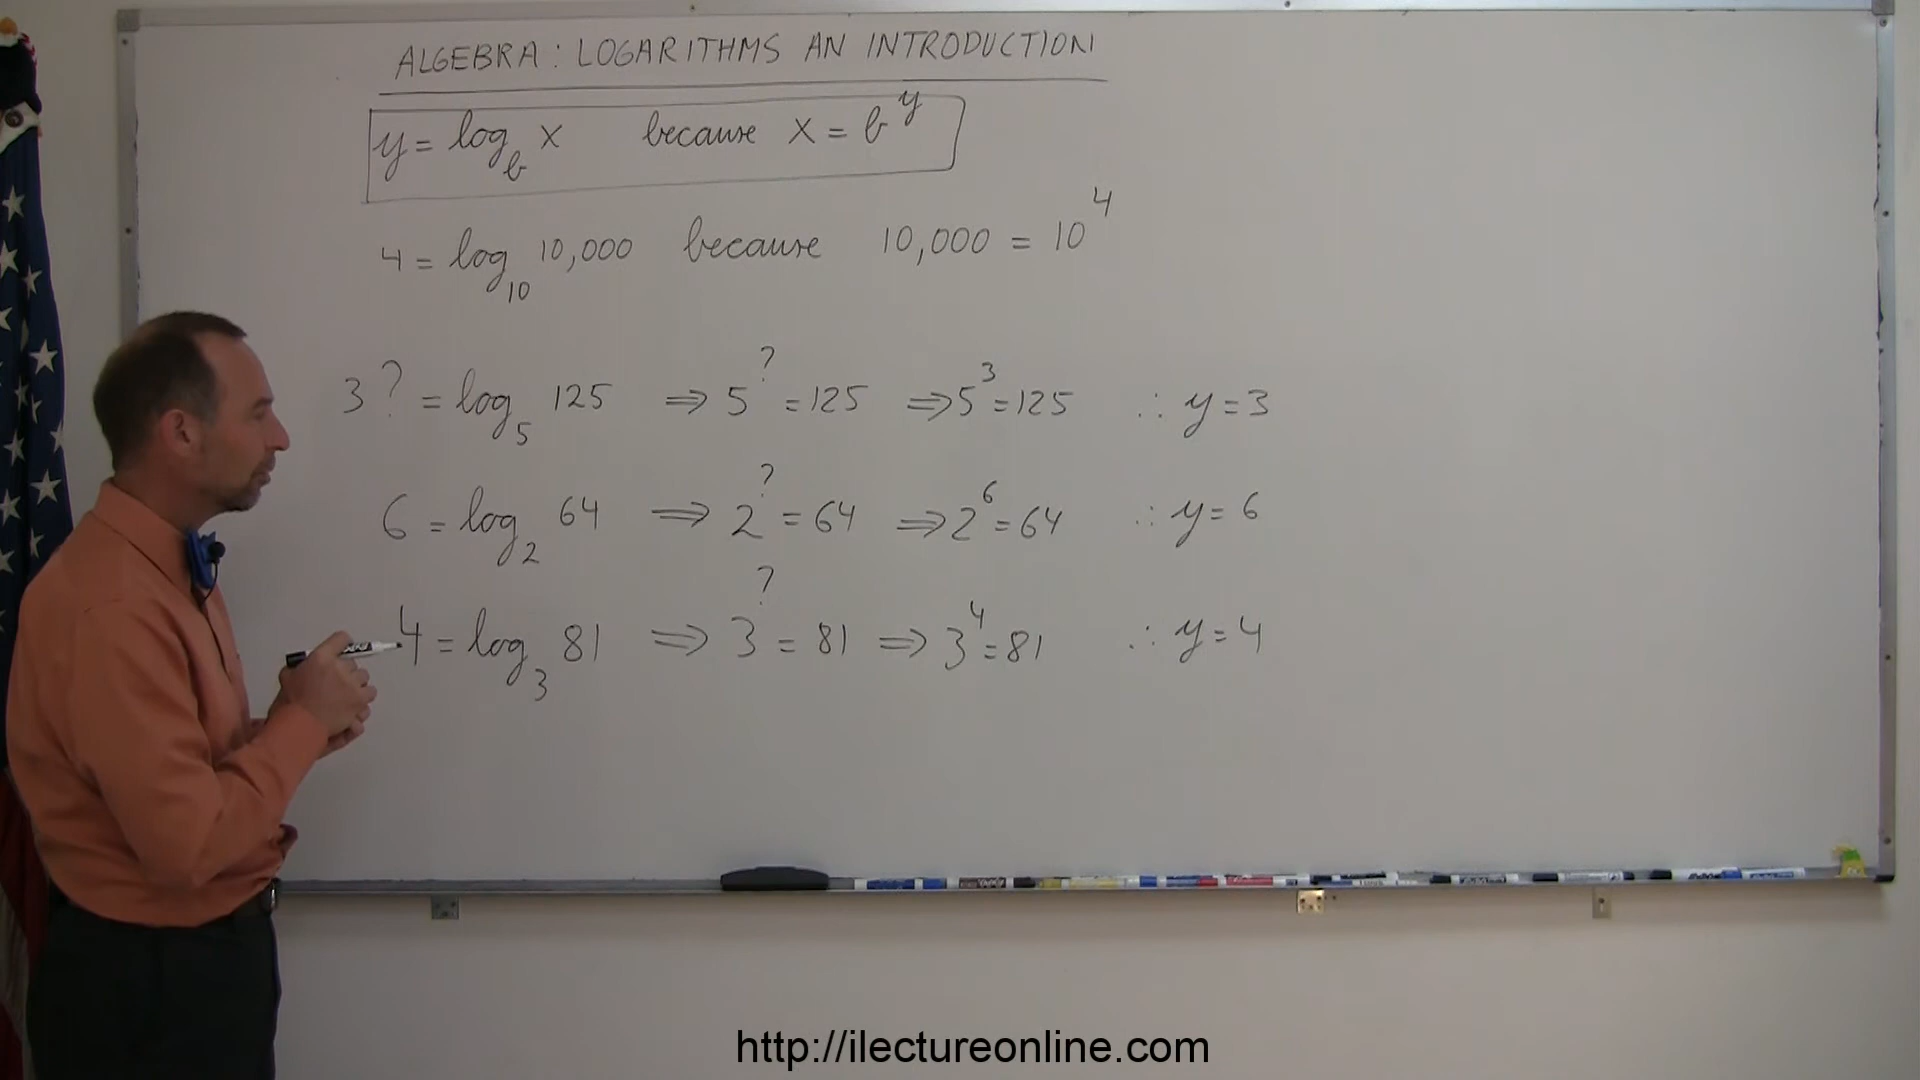 ALGEBRA: LOGARITHMS AN INTRODUCTION
y = log_b x because x = b^y
4 = log_10 10,000 because 10,000 = 10^4
3 ? = log_5 125 ⇒ 5^? = 125 ⇒ 5^3 = 125 ∴ y = 3
6 = log_2 64 ⇒ 2^? = 64 ⇒ 2^6 = 64 ∴ y = 6
4 = log_3 81 ⇒ 3^? = 81 ⇒ 3^4 = 81 ∴ y = 4
http://ilectureonline.com